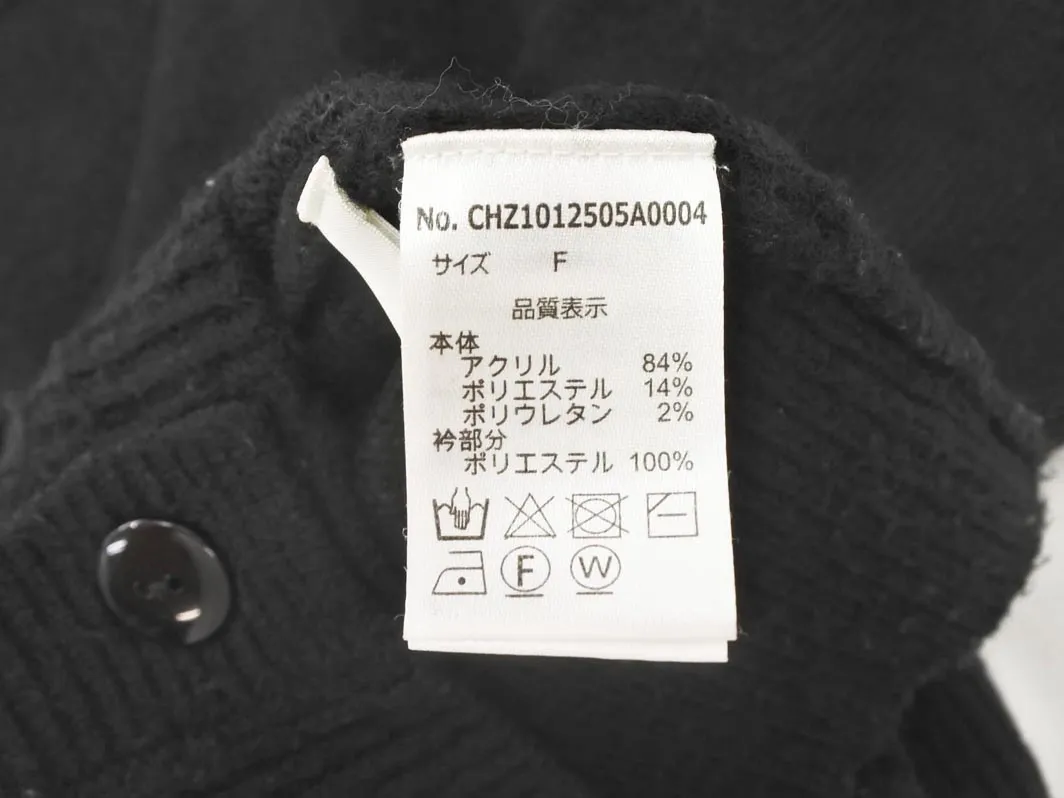 No. CHZ1012505A0004
サイズ F
品質表示
本体
アクリル 84%
ポリエステル 14%
ポリウレタン 2%
衿部分
ポリエステル 100%
F W